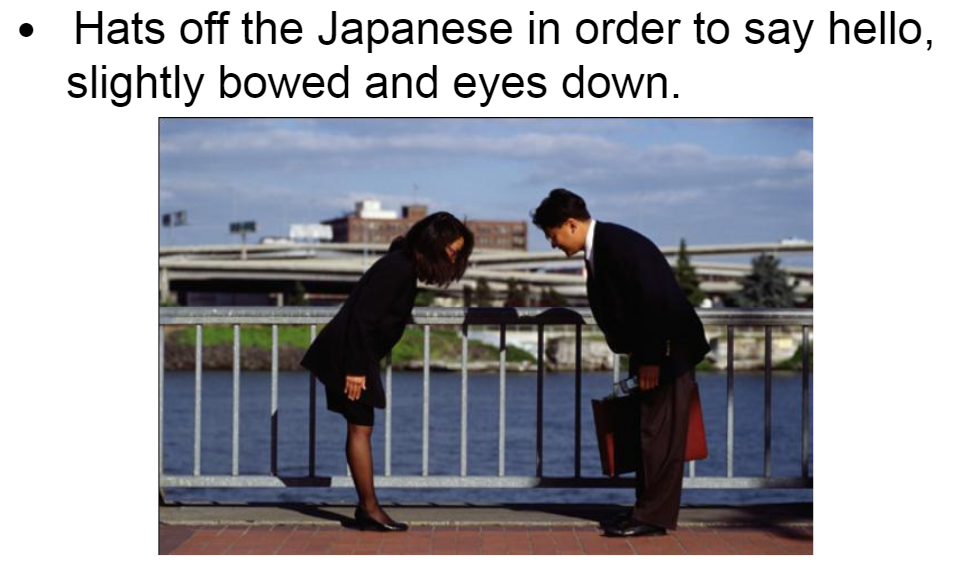 • Hats off the Japanese in order to say hello,
slightly bowed and eyes down.